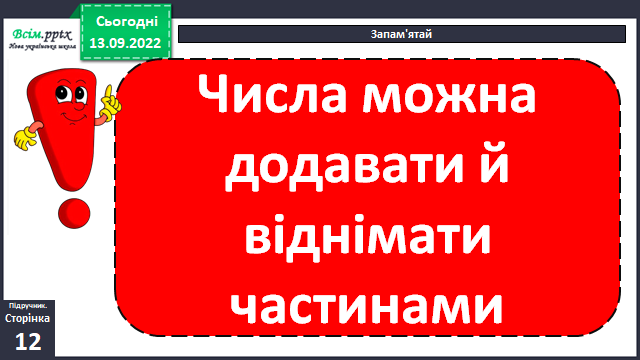 Всім.pptx
Нова українська школа
Сьогодні
13.09.2022
Запам'ятай
Числа можна
додавати й
віднімати
частинами
Підручник.
Сторінка
12